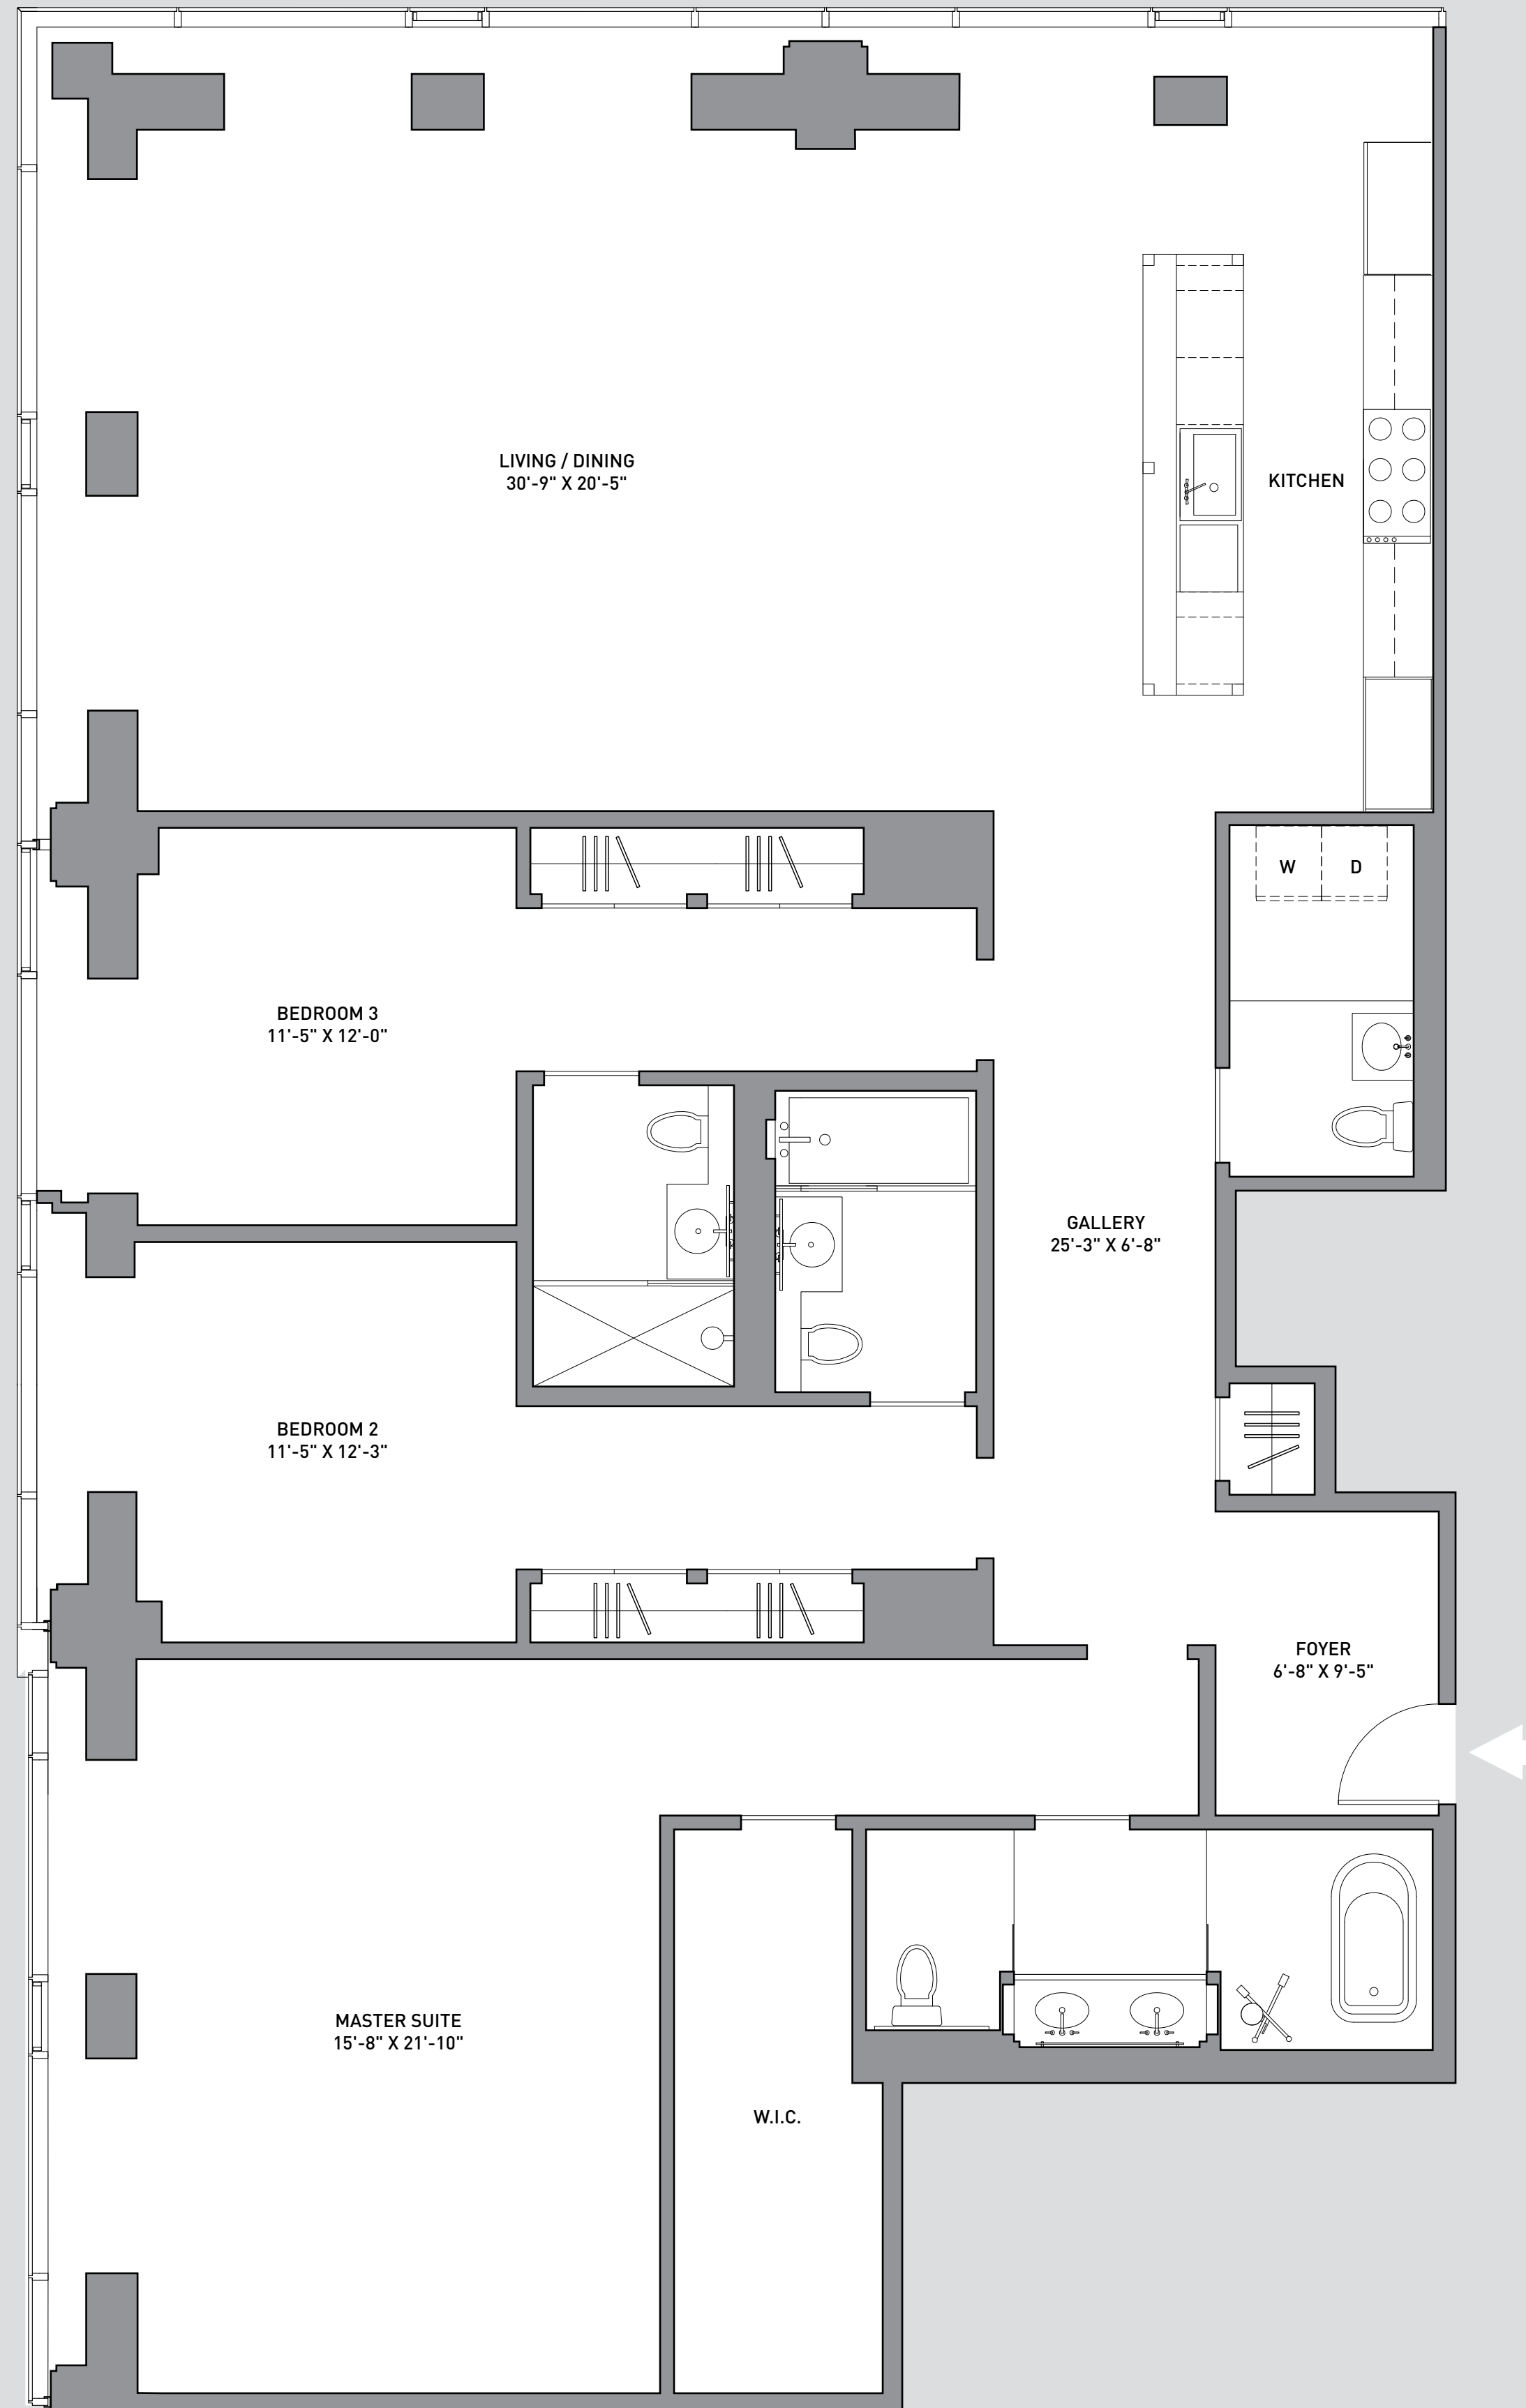 LIVING / DINING
30'-9" X 20'-5"
KITCHEN
W D
BEDROOM 3
11'-5" X 12'-0"
GALLERY
25'-3" X 6'-8"
BEDROOM 2
11'-5" X 12'-3"
FOYER
6'-8" X 9'-5"
MASTER SUITE
15'-8" X 21'-10"
W.I.C.